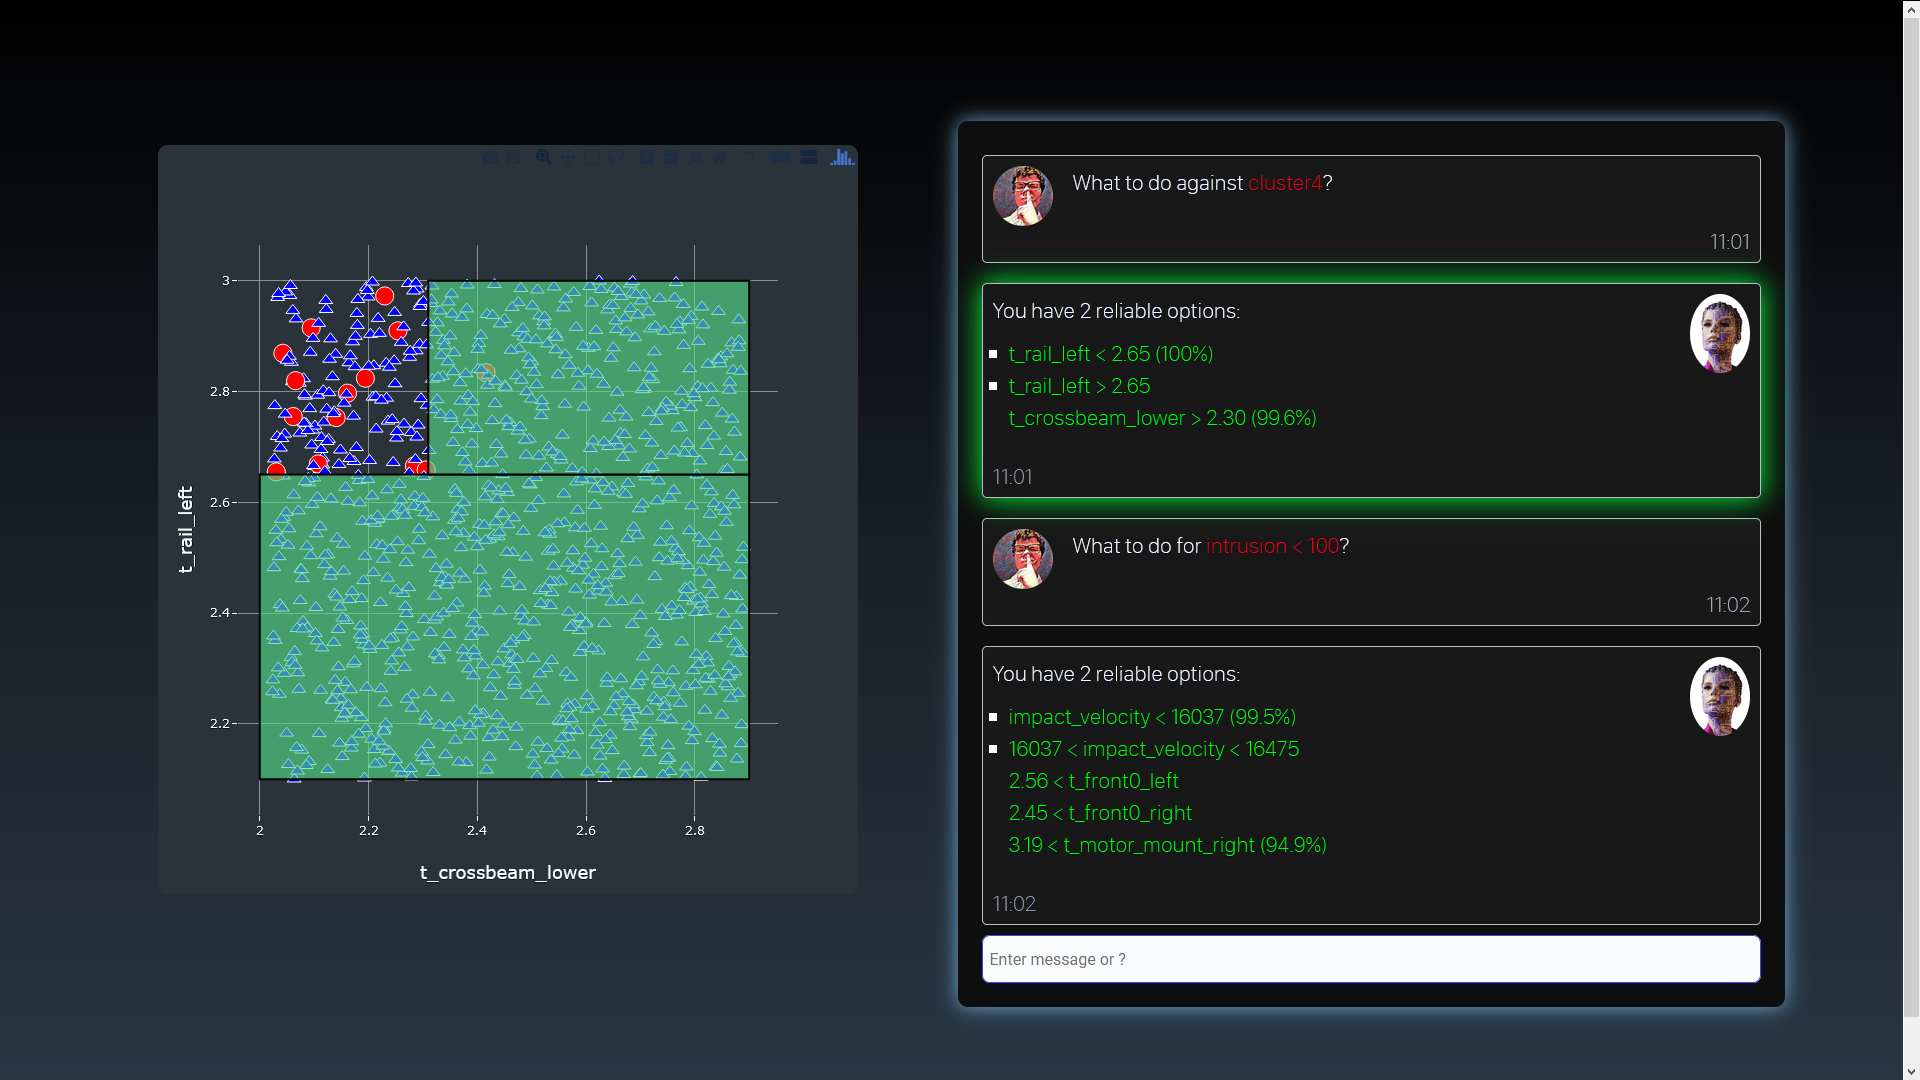 3
2.8
2.6
2.4
2.2
2
2.2
2.4
2.6
2.8
t_rail_left
t_crossbeam_lower
What to do against cluster4?
11:01
You have 2 reliable options:
t_rail_left < 2.65 (100%)
t_rail_left > 2.65
t_crossbeam_lower > 2.30 (99.6%)
11:01
What to do for intrusion < 100?
11:02
You have 2 reliable options:
impact_velocity < 16037 (99.5%)
16037 < impact_velocity < 16475
2.56 < t_front0_left
2.45 < t_front0_right
3.19 < t_motor_mount_right (94.9%)
11:02
Enter message or ?